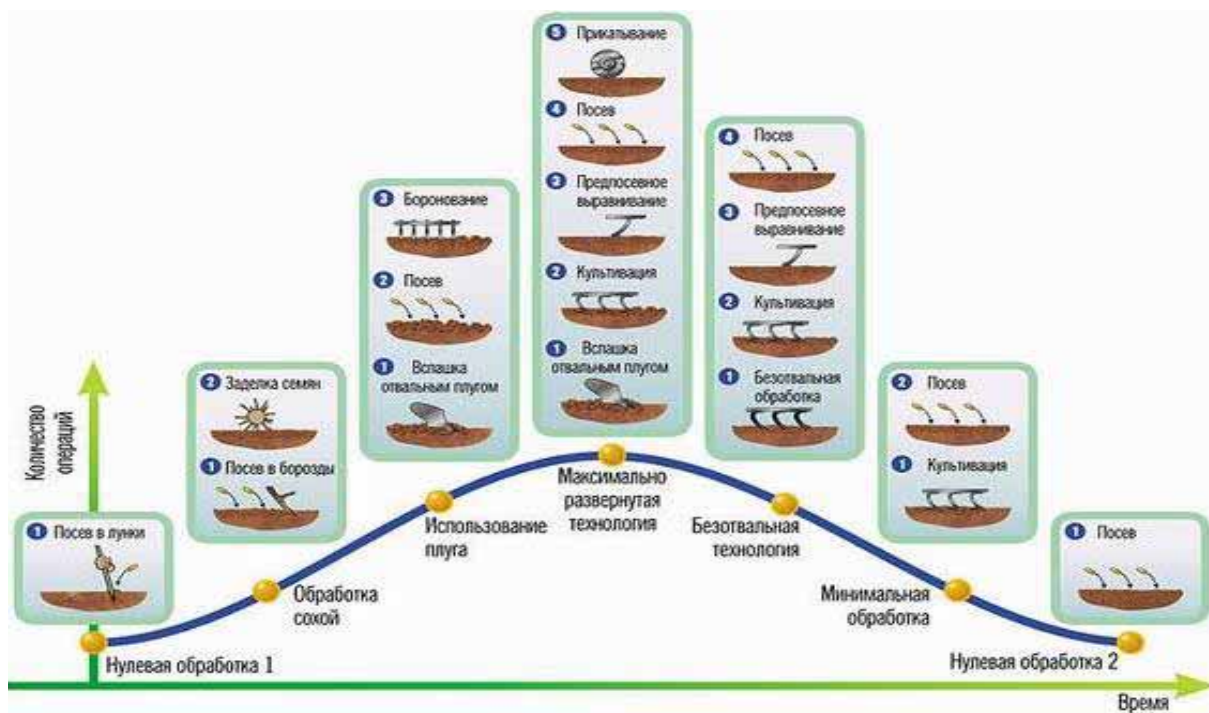 Количество
операций
1 Посев в лунки
Нулевая обработка 1
2 Заделка семян
1 Посев в борозды
Обработка
сохой
3 Боронование
2 Посев
1 Вспашка
отвальным плугом
Использование
плуга
5 Прикатывание
4 Посев
2 Предпосевное
выравнивание
2 Культивация
1 Вспашка
отвальным плугом
Максимально
развернутая
технология
4 Посев
3 Предпосевное
выравнивание
2 Культивация
1 Безотвальная
обработка
Безотвальная
технология
2 Посев
1 Культивация
Минимальная
обработка
1 Посев
Нулевая обработка 2
Время